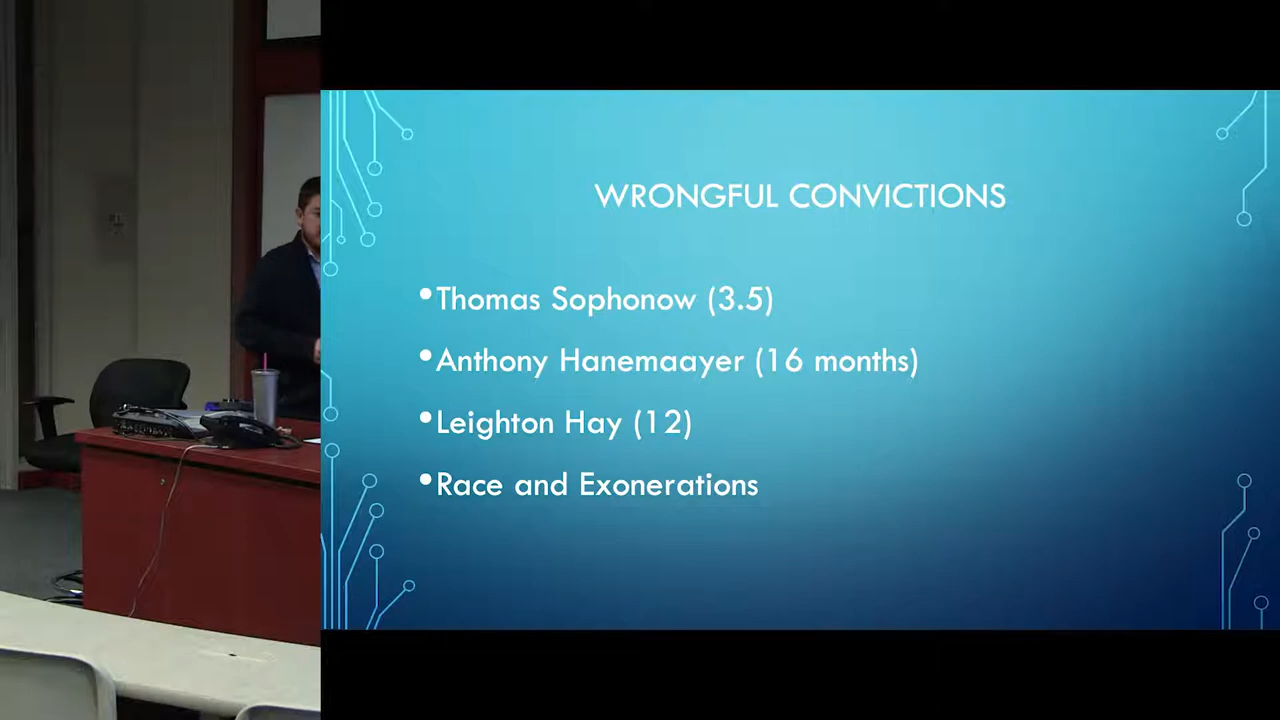 WRONGFUL CONVICTIONS
•Thomas Sophonow (3.5)
•Anthony Hanemaayer (16 months)
•Leighton Hay (12)
•Race and Exonerations